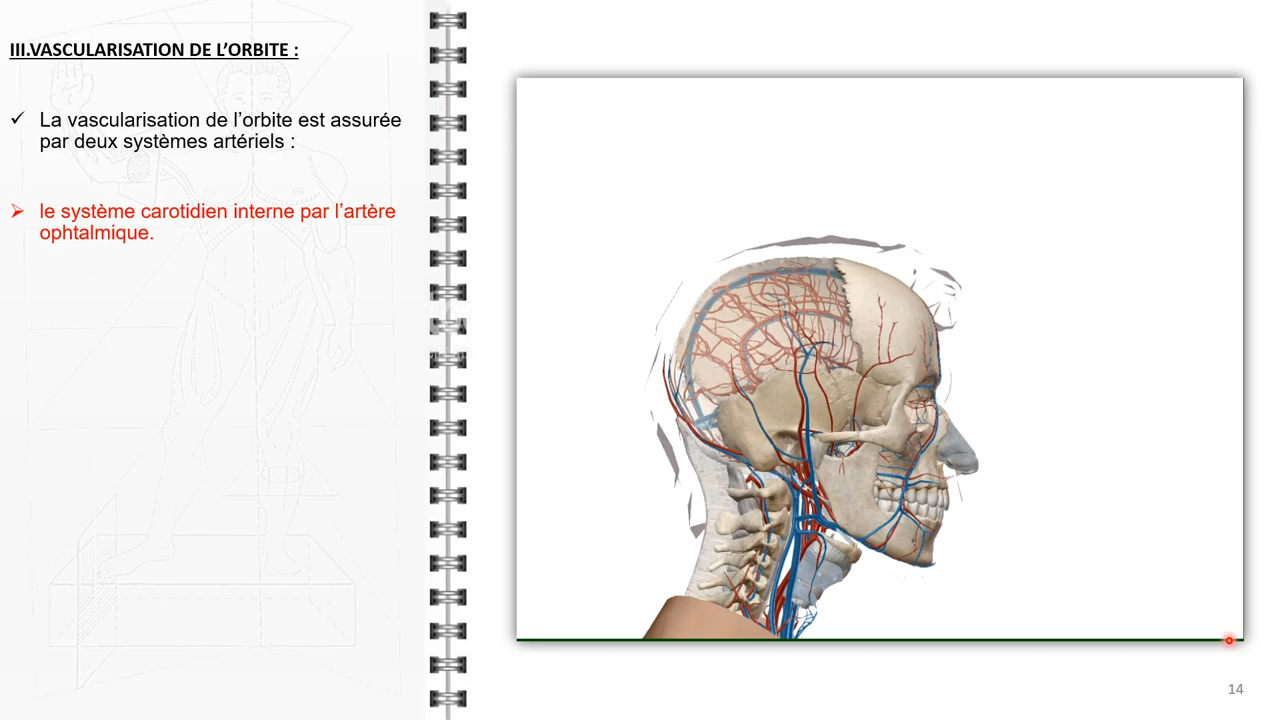 III.VASCULARISATION DE L’ORBITE :
✓ La vascularisation de l’orbite est assurée
par deux systèmes artériels :
➢ le système carotidien interne par l’artère
ophtalmique.
14